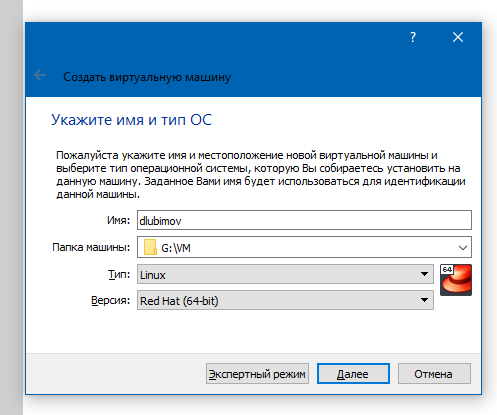 ?
Создать виртуальную машину
Укажите имя и тип ОС
Пожалуйста укажите имя и местоположение новой виртуальной машины и
выберите тип операционной системы, которую Вы собираетесь установить на
данную машину. Заданное Вами имя будет использоваться для идентификации
данной машины.
Имя: dlubimov
Папка машины: G:\VM
Тип: Linux
64
Версия: Red Hat (64-bit)
Экспертный режим Далее Отмена